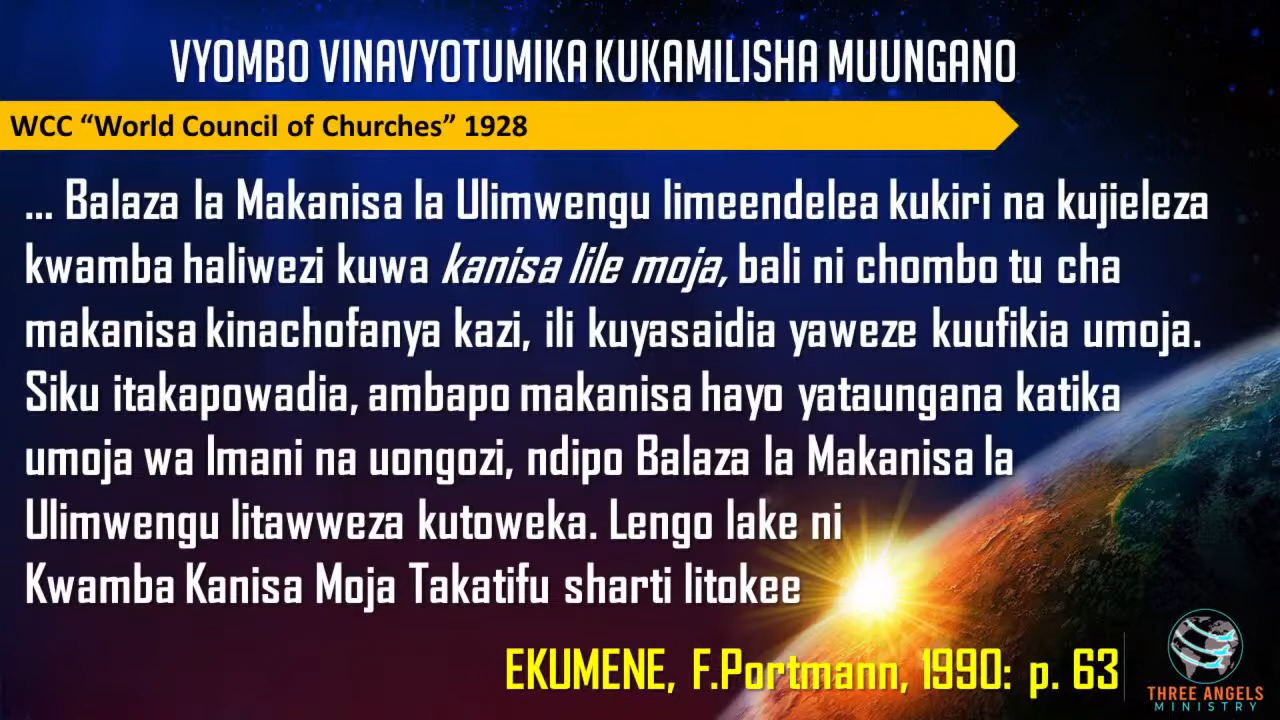 VYOMBO VINAVYOTUMIKA KUKAMILISHA MUUNGANO
WCC “World Council of Churches” 1928
... Balaza la Makanisa la Ulimwengu limeendelea kukiri na kujieleza
kwamba haliwezi kuwa kanisa lile moja, bali ni chombo tu cha
makanisa kinachofanya kazi, ili kuyasaidia yaweze kuufikia umoja.
Siku itakapowadia, ambapo makanisa hayo yataungana katika
umoja wa Imani na uongozi, ndipo Balaza la Makanisa la
Ulimwengu litawweza kutoweka. Lengo lake ni
Kwamba Kanisa Moja Takatifu sharti litokee
EKUMENE, F.Portmann, 1990: p. 63
THREE ANGELS
MINISTRY